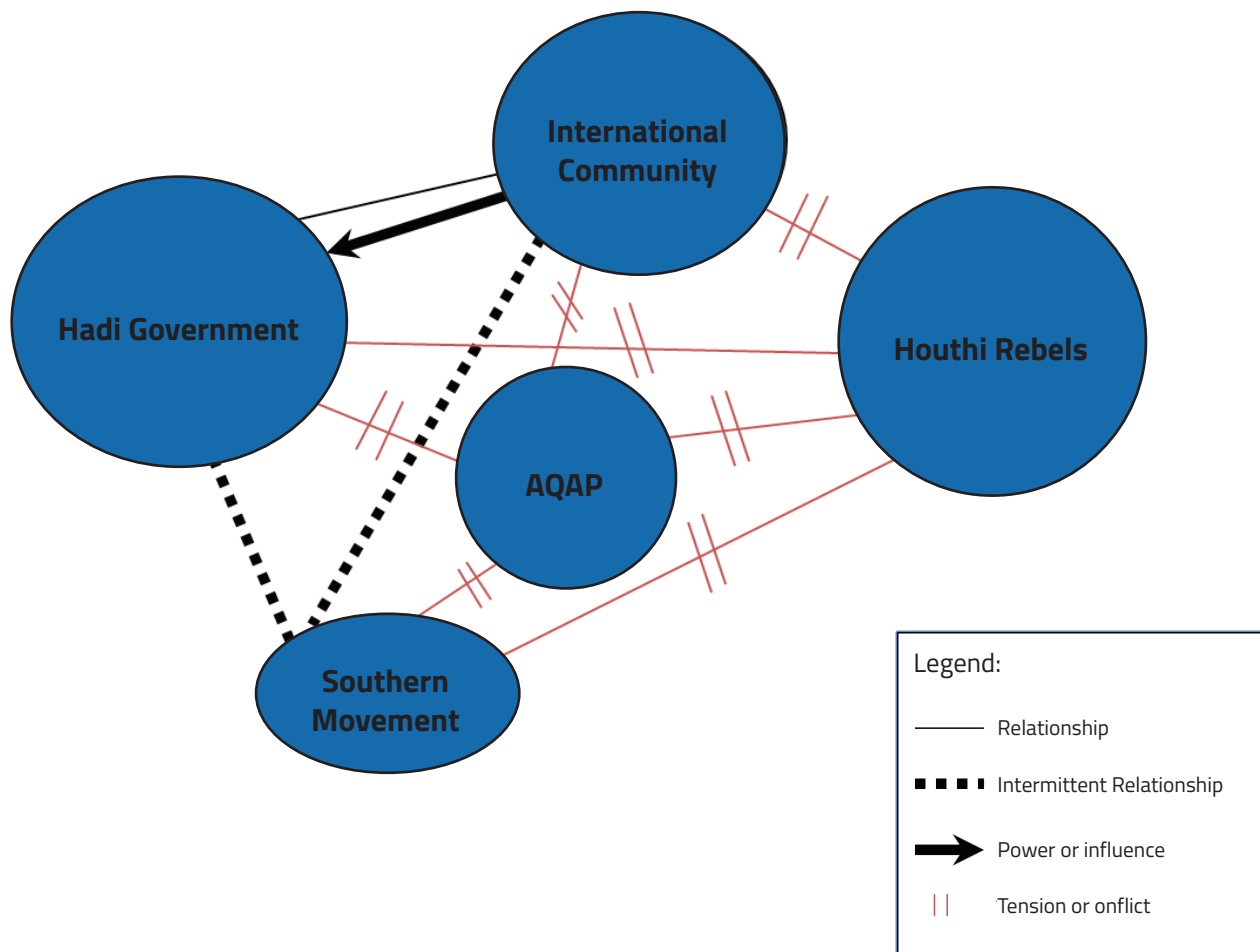 International
Community
Hadi Government
Houthi Rebels
AQAP
Southern
Movement
Legend:
Relationship
Intermittent Relationship
Power or influence
Tension or onflict